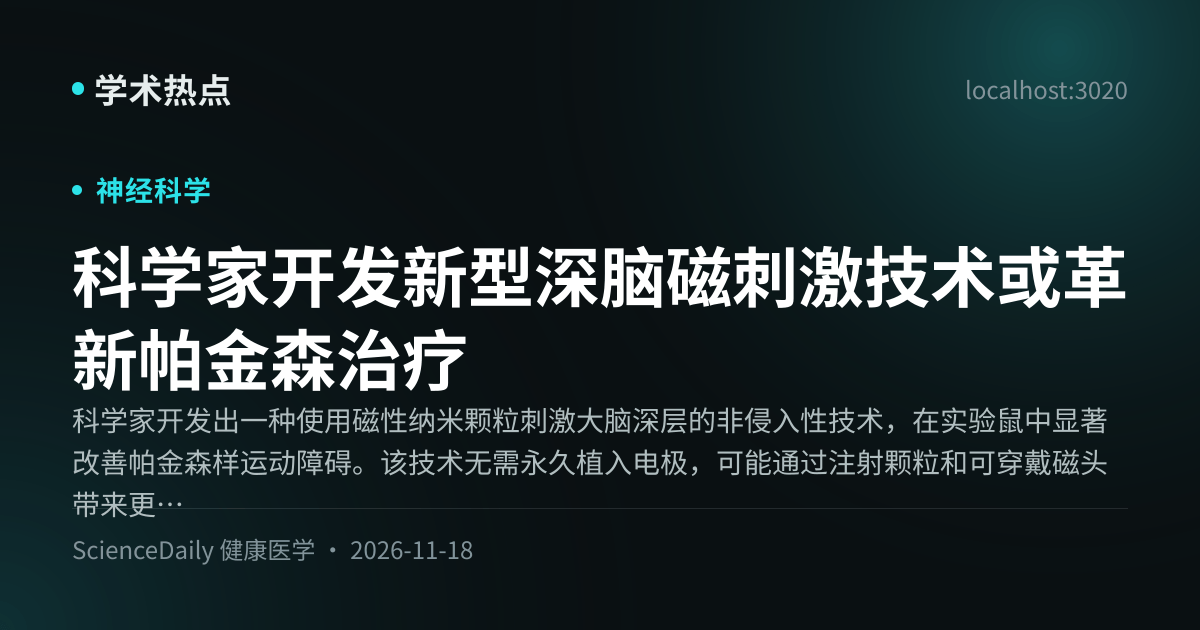 学术热点
localhost:3020
神经科学
科学家开发新型深脑磁刺激技术或革
新帕金森治疗
科学家开发出一种使用磁性纳米颗粒刺激大脑深层的非侵入性技术，在实验鼠中显著
改善帕金森样运动障碍。该技术无需永久植入电极，可能通过注射颗粒和可穿戴磁头
带来更…
ScienceDaily 健康医学 • 2026-11-18